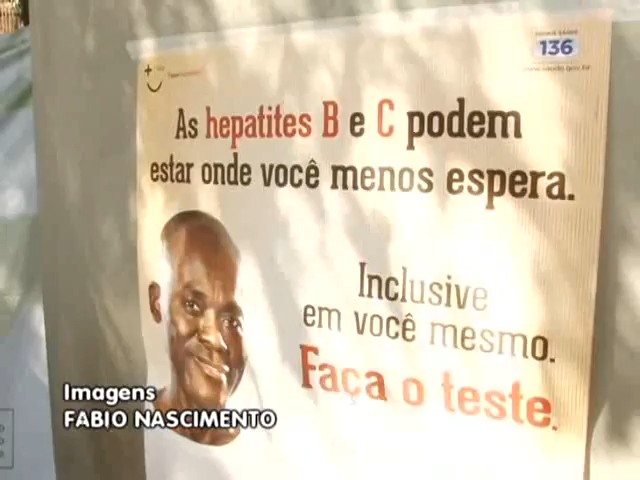 136
As hepatites B e C podem
estar onde você menos espera.
Inclusive
em você mesmo.
Faça o teste.
Imagens
FABIO NASCIMENTO